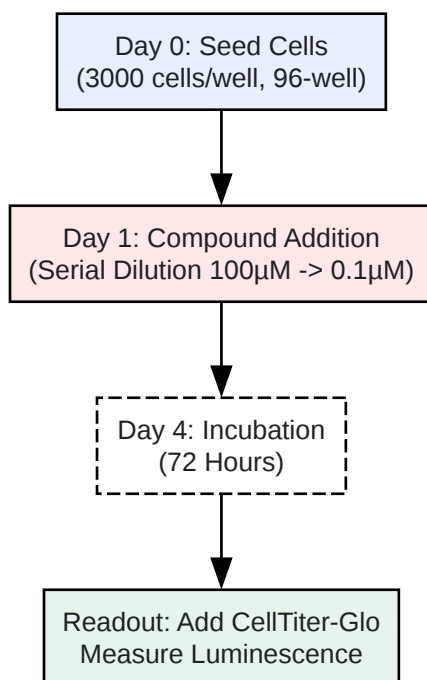 Day 0: Seed Cells
(3000 cells/well, 96-well)
Day 1: Compound Addition
(Serial Dilution 100µM -> 0.1µM)
Day 4: Incubation
(72 Hours)
Readout: Add CellTiter-Glo
Measure Luminescence